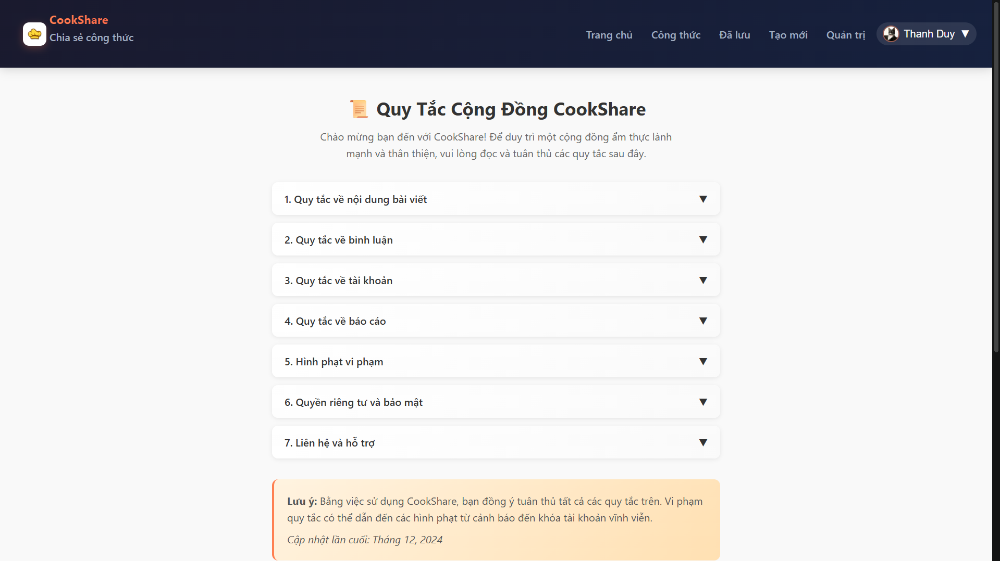 CookShare
Chia sẻ công thức
Trang chủ
Công thức
Đã lưu
Tạo mới
Quản trị
Thanh Duy ▼
📜 Quy Tắc Cộng Đồng CookShare
Chào mừng bạn đến với CookShare! Để duy trì một cộng đồng ẩm thực lành
mạnh và thân thiện, vui lòng đọc và tuân thủ các quy tắc sau đây.
1. Quy tắc về nội dung bài viết ▼
2. Quy tắc về bình luận ▼
3. Quy tắc về tài khoản ▼
4. Quy tắc về báo cáo ▼
5. Hình phạt vi phạm ▼
6. Quyền riêng tư và bảo mật ▼
7. Liên hệ và hỗ trợ ▼
Lưu ý: Bằng việc sử dụng CookShare, bạn đồng ý tuân thủ tất cả các quy tắc trên. Vi phạm
quy tắc có thể dẫn đến các hình phạt từ cảnh báo đến khóa tài khoản vĩnh viễn.
Cập nhật lần cuối: Tháng 12, 2024